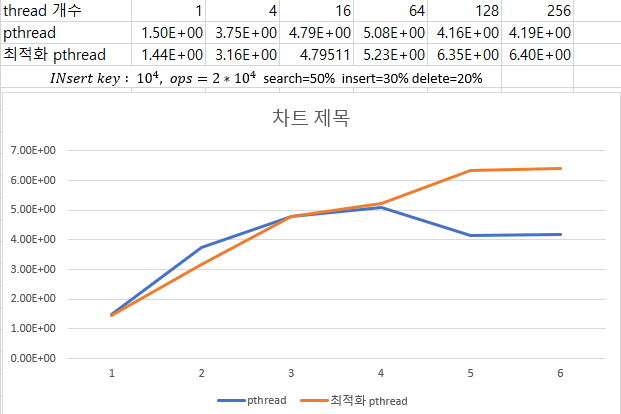 thread 개수 1 4 16 64 128 256
pthread 1.50E+00 3.75E+00 4.79E+00 5.08E+00 4.16E+00 4.19E+00
최적화 pthread 1.44E+00 3.16E+00 4.79511 5.23E+00 6.35E+00 6.40E+00
INsert key: 10⁴, ops = 2 * 10⁴ search=50% insert=30% delete=20%
차트 제목
7.00E+00
6.00E+00
5.00E+00
4.00E+00
3.00E+00
2.00E+00
1.00E+00
0.00E+00
1 2 3 4 5 6
pthread 최적화 pthread